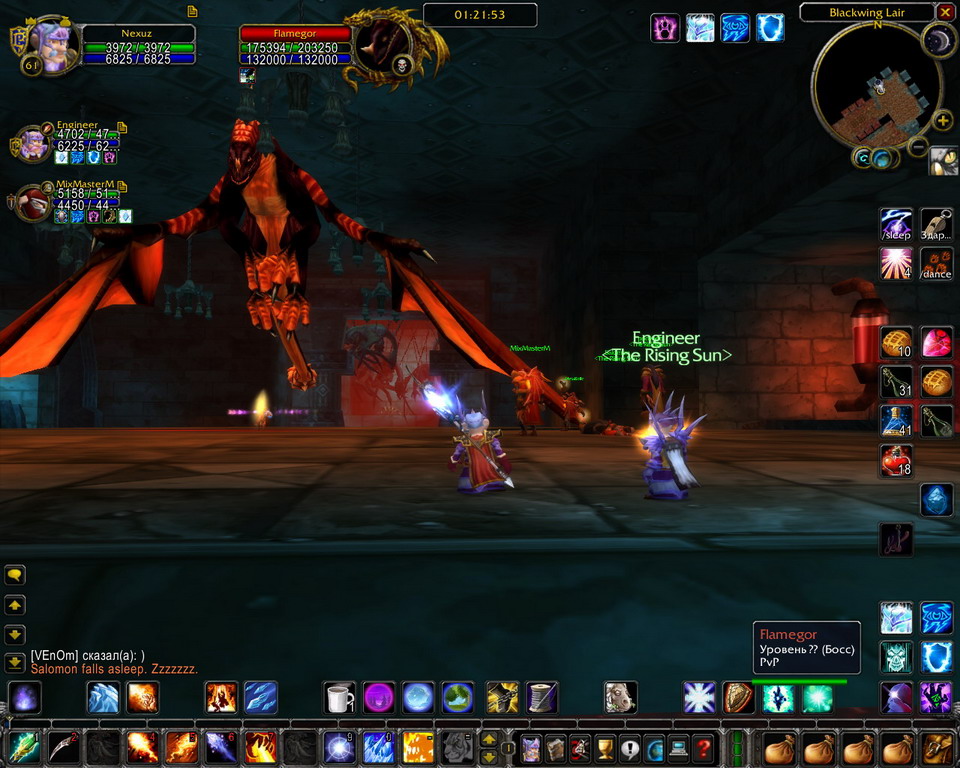 01:21:53
Blackwing Lair
N
Nexuz
3972 / 3972
6825 / 6825
61
Flamegor
175394 / 203250
132000 / 132000
Engineer
4702 / 47...
6225 / 62...
MixMasterM
5158 / 51...
4450 / 44...
/sleep
Здар...
4
/dance
10
31
41
18
MixMasterM
Engineer
<The Rising Sun>
Flamegor
Уровень ?? (Босс)
PvP
[VEnOm] сказал(а): )
Salomon falls asleep. Zzzzzzz.